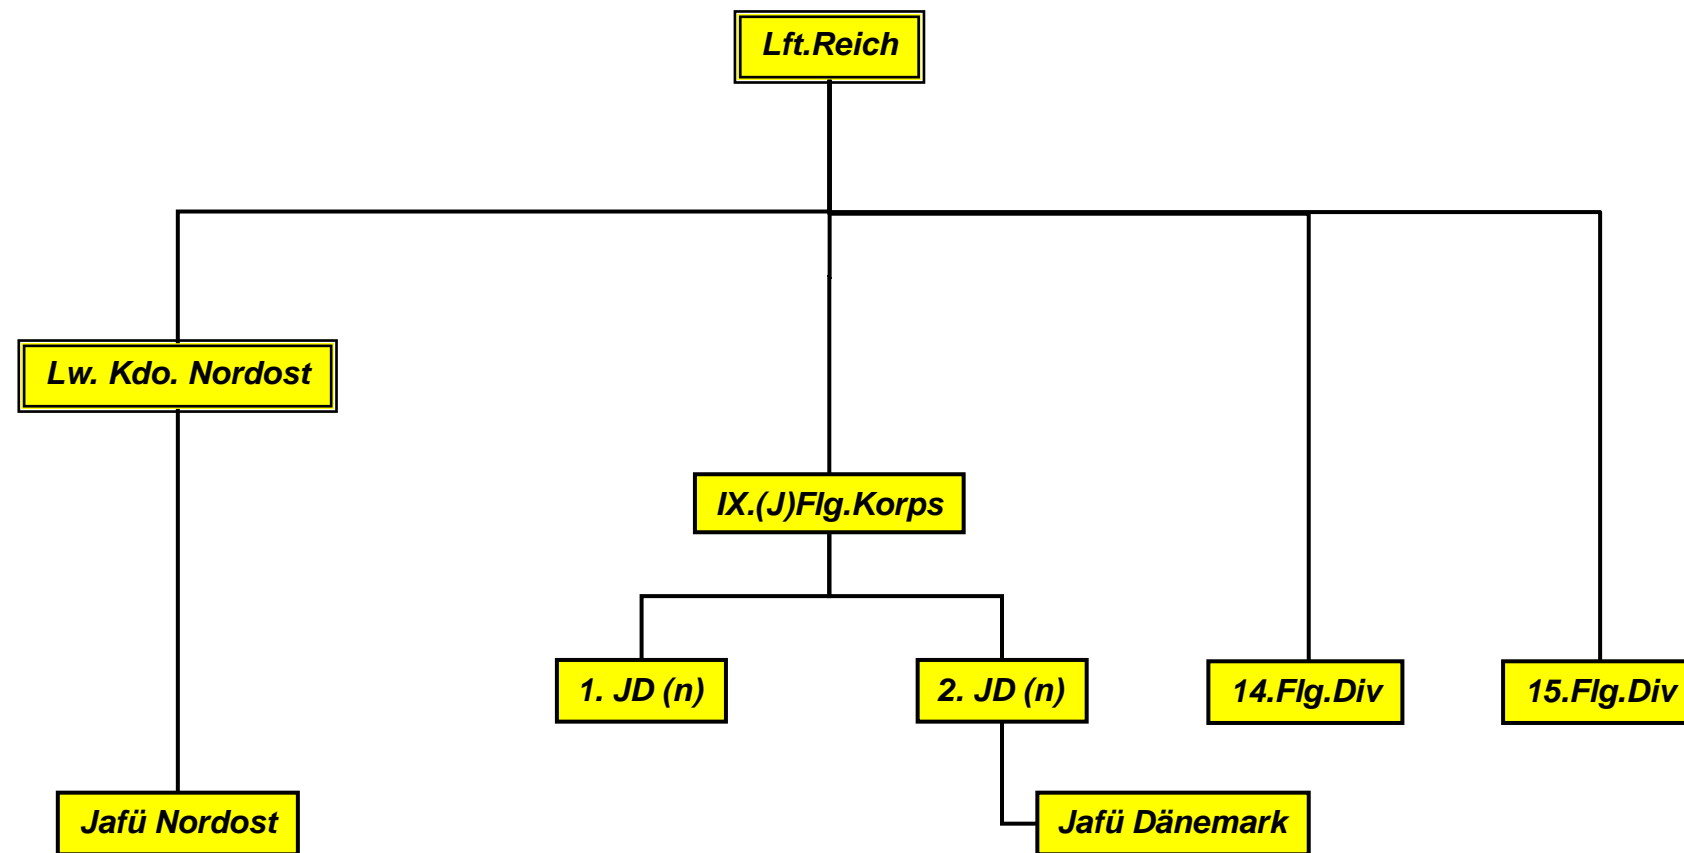 Lft.Reich
Lw. Kdo. Nordost
IX.(J)Flg.Korps
1. JD (n)
2. JD (n)
14.Flg.Div
15.Flg.Div
Jafü Nordost
Jafü Dänemark